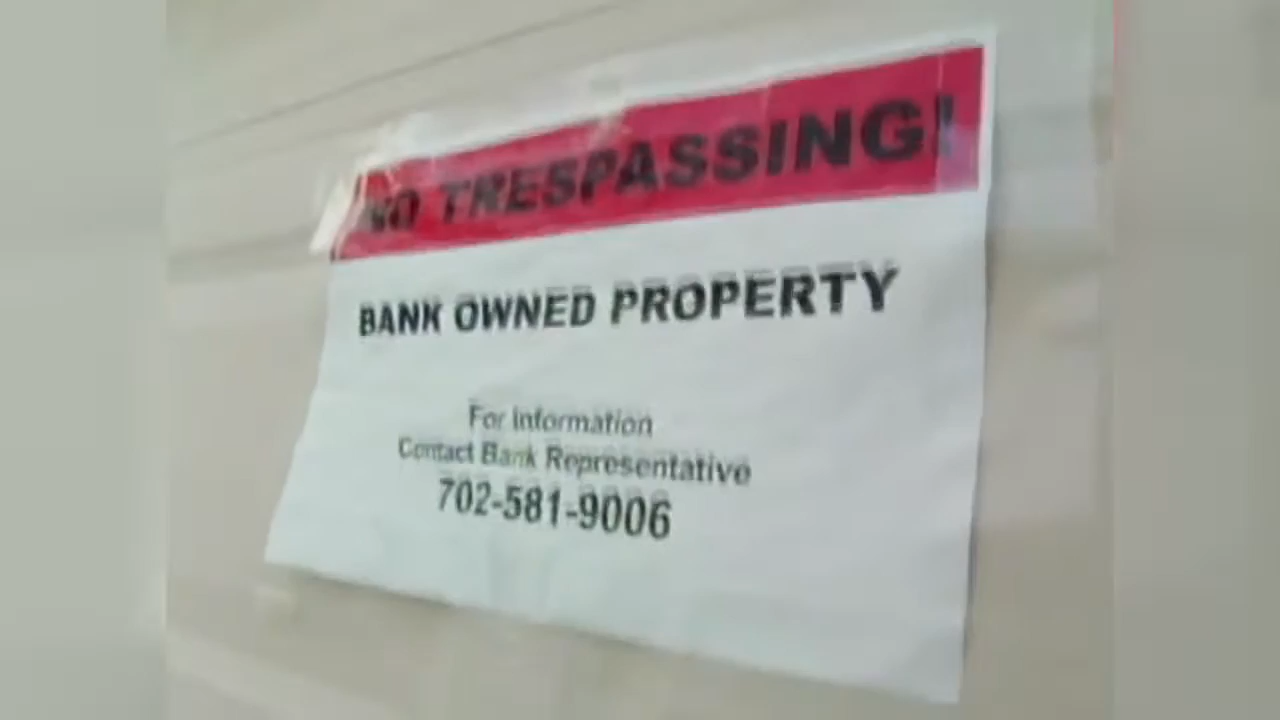 NO TRESPASSING!
BANK OWNED PROPERTY
For Information
Contact Bank Representative
702-581-9006